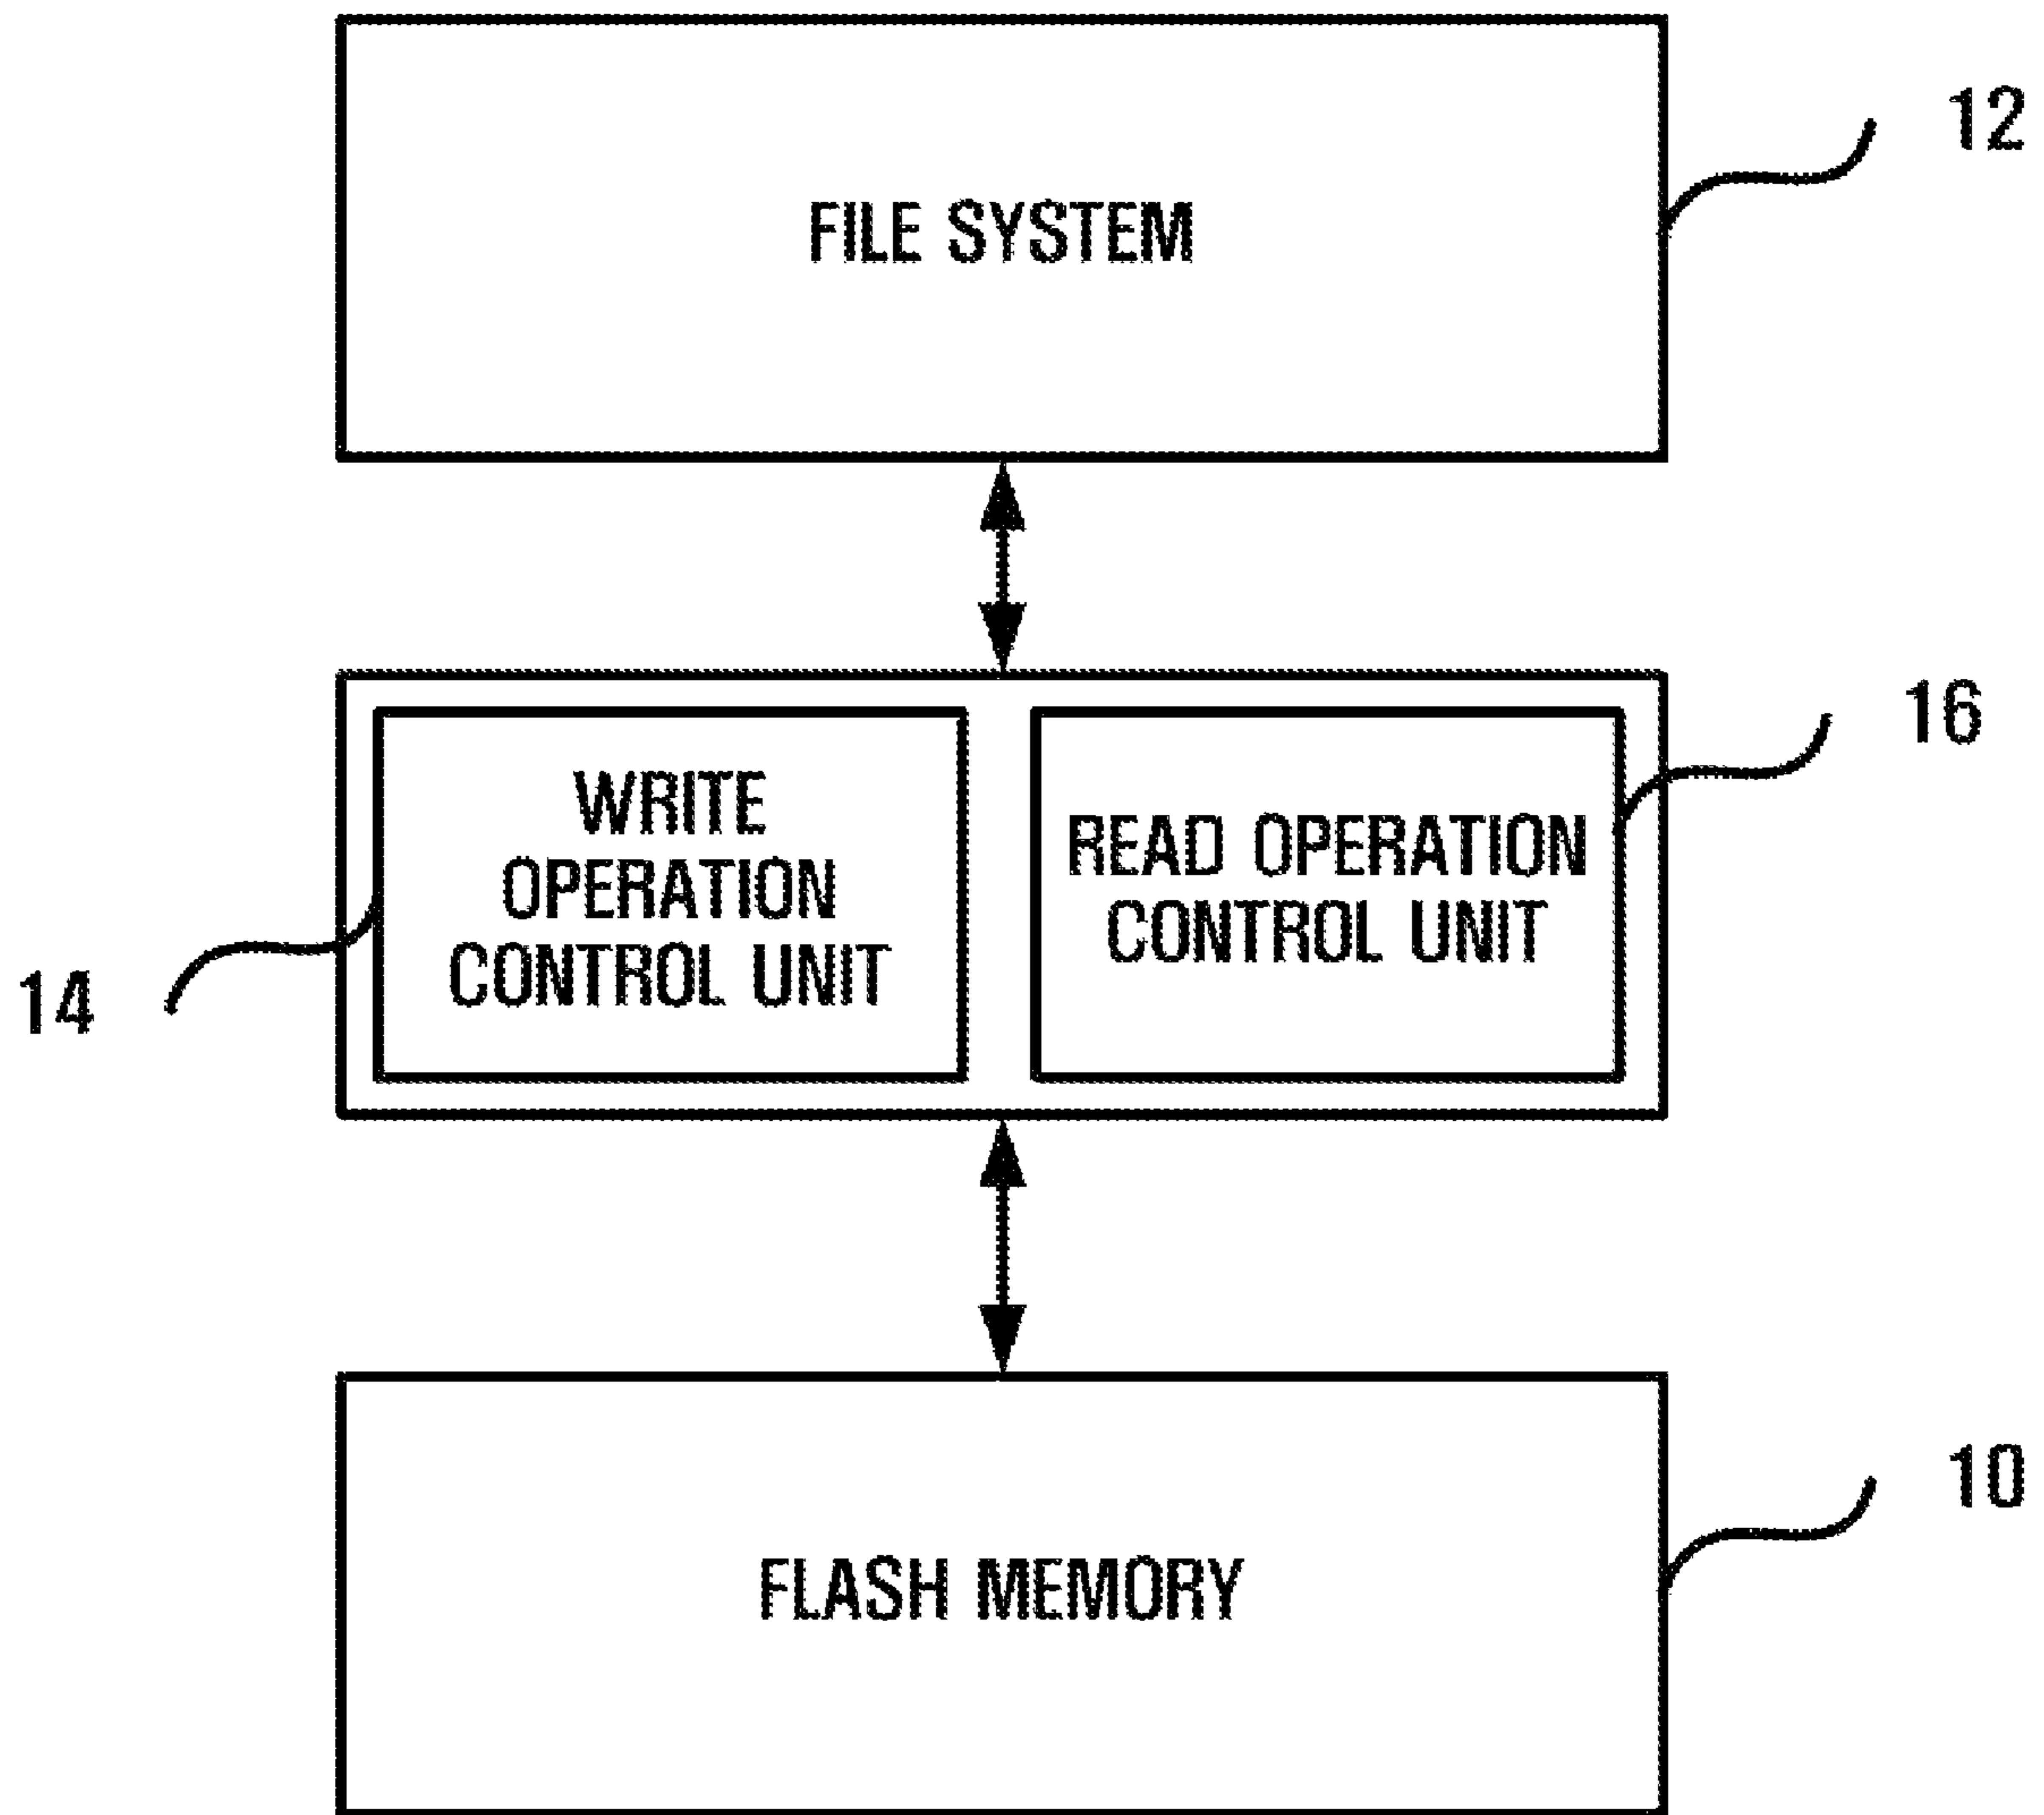 12
FILE SYSTEM
16
WRITE
OPERATION
CONTROL UNIT
READ OPERATION
CONTROL UNIT
14
10
FLASH MEMORY